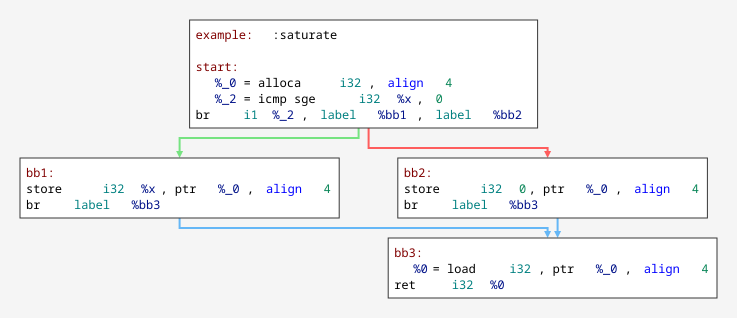 example: :saturate
start:
%_0 = alloca i32 , align 4
%_2 = icmp sge i32 %x , 0
br i1 %_2 , label %bb1 , label %bb2
bb1:
store i32 %x , ptr %_0 , align 4
br label %bb3
bb2:
store i32 0 , ptr %_0 , align 4
br label %bb3
bb3:
%0 = load i32 , ptr %_0 , align 4
ret i32 %0